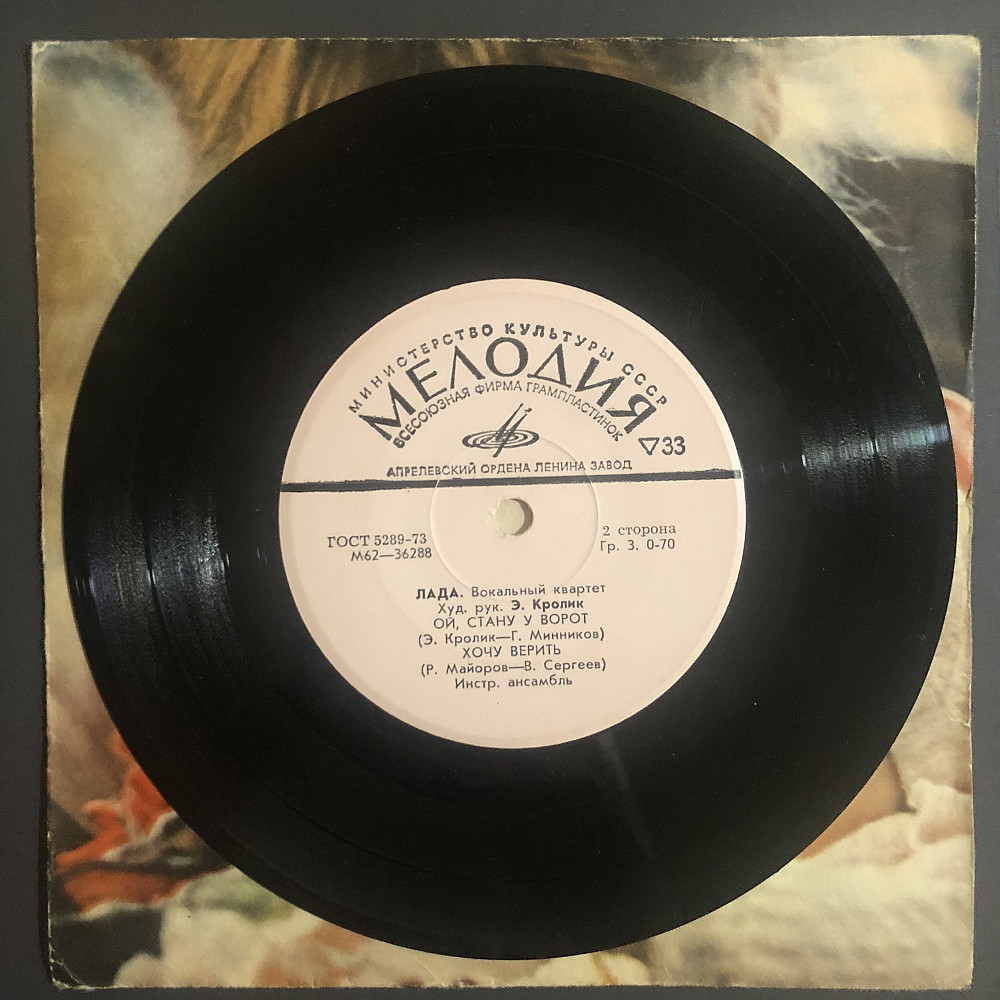 МИНИСТЕРСТВО КУЛЬТУРЫ СССР
МЕЛОДИЯ
ВСЕСОЮЗНАЯ ФИРМА ГРАМПЛАСТИНОК
▽33
АПРЕЛЕВСКИЙ ОРДЕНА ЛЕНИНА ЗАВОД
ГОСТ 5289-73
М62—36288
2 сторона
Гр. 3. 0-70
ЛАДА. Вокальный квартет
Худ. рук. Э. Кролик
ОЙ, СТАНУ У ВОРОТ
(Э. Кролик—Г. Минников)
ХОЧУ ВЕРИТЬ
(Р. Майоров—В. Сергеев)
Инстр. ансамбль